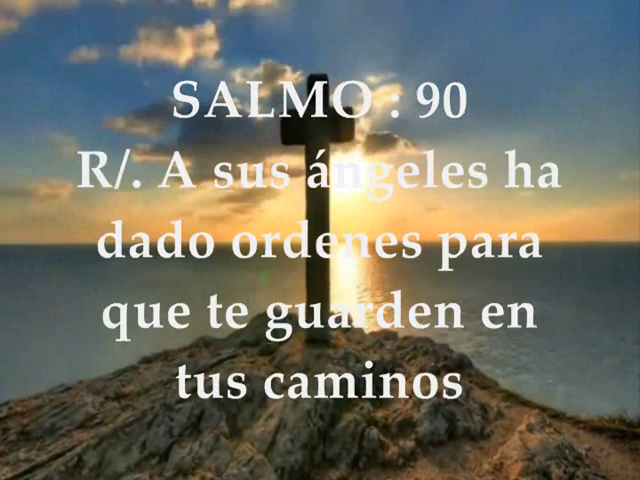 SALMO : 90
R/. A sus ángeles ha
dado ordenes para
que te guarden en
tus caminos